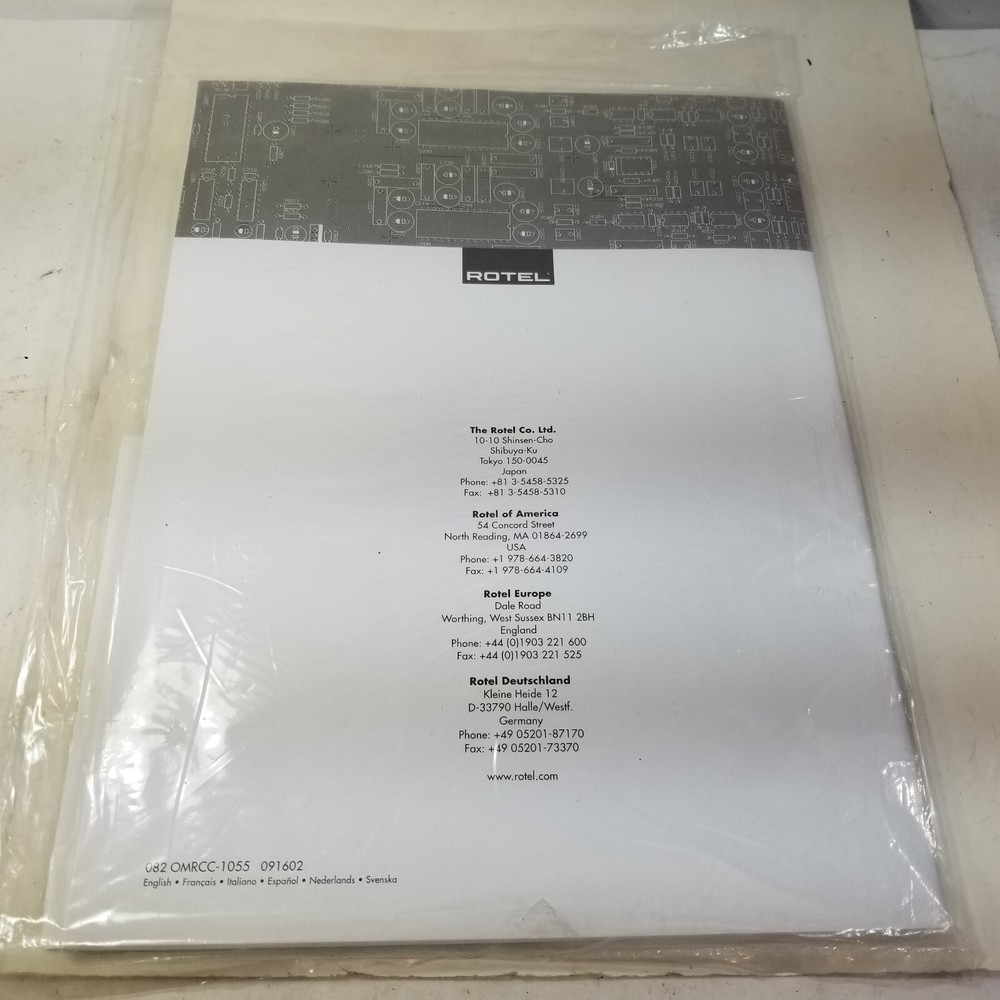 ROTEL
The Rotel Co. Ltd.
10-10 Shinsen-Cho
Shibuya-Ku
Tokyo 150-0045
Japan
Phone: +81 3-5458-5325
Fax: +81 3-5458-5310
Rotel of America
54 Concord Street
North Reading, MA 01864-2699
USA
Phone: +1 978-664-3820
Fax: +1 978-664-4109
Rotel Europe
Dale Road
Worthing, West Sussex BN11 2BH
England
Phone: +44 (0)1903 221 600
Fax: +44 (0)1903 221 525
Rotel Deutschland
Kleine Heide 12
D-33790 Halle/Westf.
Germany
Phone: +49 05201-87170
Fax: +49 05201-73370
www.rotel.com
082 OMRCC-1055 091602
English • Français • Italiano • Español • Nederlands • Svenska